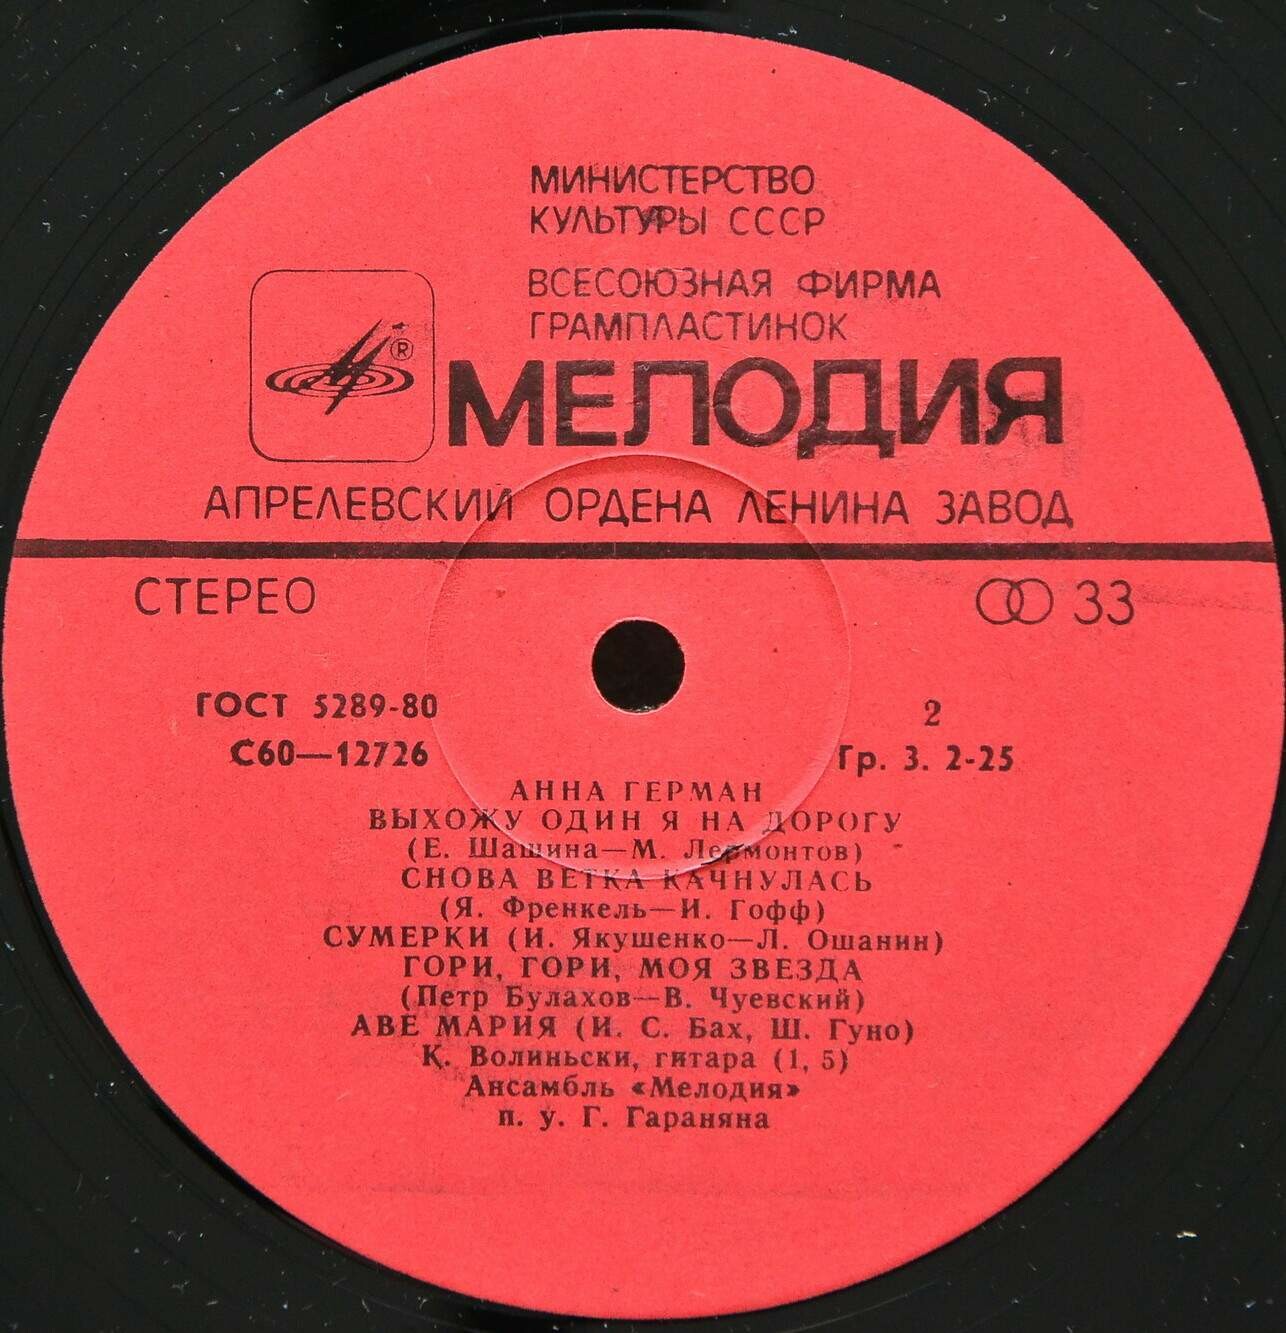 МИНИСТЕРСТВО
КУЛЬТУРЫ СССР
ВСЕСОЮЗНАЯ ФИРМА
ГРАМПЛАСТИНОК
®
МЕЛОДИЯ
АПРЕЛЕВСКИЙ ОРДЕНА ЛЕНИНА ЗАВОД
СТЕРЕО 33
ГОСТ 5289-80 2
С60—12726 Гр. 3. 2-25
АННА ГЕРМАН
ВЫХОЖУ ОДИН Я НА ДОРОГУ
(Е. Шашина—М. Лермонтов)
СНОВА ВЕТКА КАЧНУЛАСЬ
(Я. Френкель—И. Гофф)
СУМЕРКИ (И. Якушенко—Л. Ошанин)
ГОРИ, ГОРИ, МОЯ ЗВЕЗДА
(Петр Булахов—В. Чуевский)
АВЕ МАРИЯ (И. С. Бах, Ш. Гуно)
К. Волиньски, гитара (1, 5)
Ансамбль «Мелодия»
п. у. Г. Гараняна